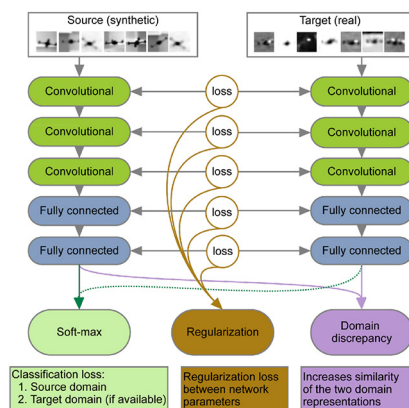 Source (synthetic)
Target (real)
Convolutional
loss
Convolutional
Convolutional
loss
Convolutional
Convolutional
loss
Convolutional
Fully connected
loss
Fully connected
Fully connected
loss
Fully connected
Soft-max
Regularization
Domain
discrepancy
Classification loss:
1. Source domain
2. Target domain (if available)
Regularization loss
between network
parameters
Increases similarity
of the two domain
representations